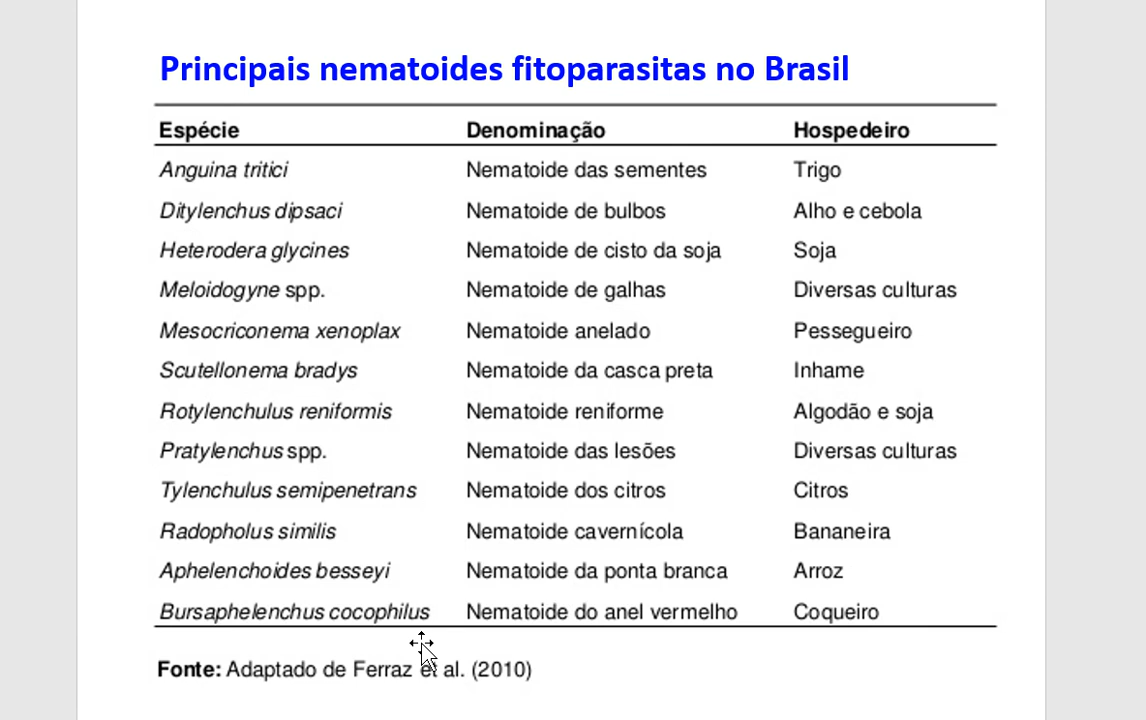 Principais nematoides fitoparasitas no Brasil
Espécie Denominação Hospedeiro
Anguina tritici Nematoide das sementes Trigo
Ditylenchus dipsaci Nematoide de bulbos Alho e cebola
Heterodera glycines Nematoide de cisto da soja Soja
Meloidogyne spp. Nematoide de galhas Diversas culturas
Mesocriconema xenoplax Nematoide anelado Pessegueiro
Scutellonema bradys Nematoide da casca preta Inhame
Rotylenchulus reniformis Nematoide reniforme Algodão e soja
Pratylenchus spp. Nematoide das lesões Diversas culturas
Tylenchulus semipenetrans Nematoide dos citros Citros
Radopholus similis Nematoide cavernícola Bananeira
Aphelenchoides besseyi Nematoide da ponta branca Arroz
Bursaphelenchus cocophilus Nematoide do anel vermelho Coqueiro
Fonte: Adaptado de Ferraz et al. (2010)